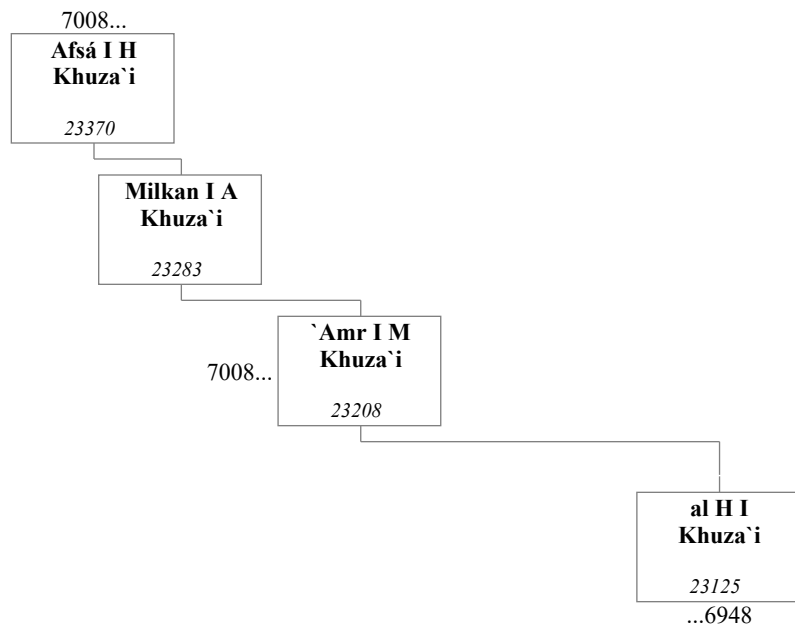 7008...
Afsá I H
Khuza`i
23370
Milkan I A
Khuza`i
23283
`Amr I M
Khuza`i
7008...
23208
al H I
Khuza`i
23125
...6948